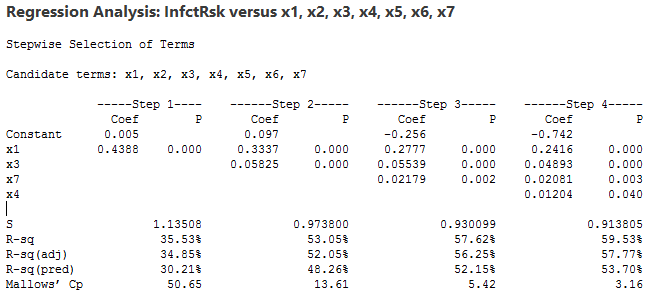 Regression Analysis: InfctRsk versus x1, x2, x3, x4, x5, x6, x7
Stepwise Selection of Terms
Candidate terms: x1, x2, x3, x4, x5, x6, x7
------Step 1---- ------Step 2----- ------Step 3----- ------Step 4-----
Coef P Coef P Coef P Coef P
Constant 0.005 0.097 -0.256 -0.742
x1 0.4388 0.000 0.3337 0.000 0.2777 0.000 0.2416 0.000
x3 0.05825 0.000 0.05539 0.000 0.04893 0.000
x7 0.02179 0.002 0.02081 0.003
x4 0.01204 0.040
S 1.13508 0.973800 0.930099 0.913805
R-sq 35.53% 53.05% 57.62% 59.53%
R-sq(adj) 34.85% 52.05% 56.25% 57.77%
R-sq(pred) 30.21% 48.26% 52.15% 53.70%
Mallows' Cp 50.65 13.61 5.42 3.16